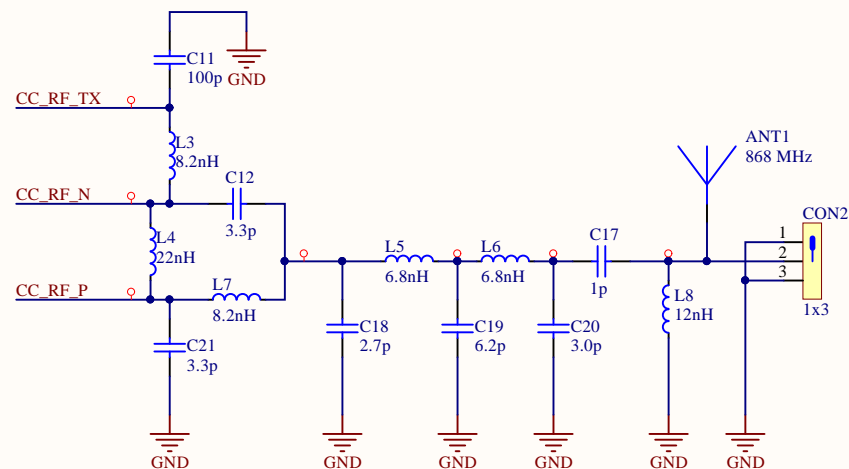 C11
100p
GND
CC_RF_TX
L3
8.2nH
ANT1
868 MHz
CC_RF_N
C12
3.3p
L4
22nH
CON2
1
2
3
1x3
L5
6.8nH
L6
6.8nH
C17
1p
CC_RF_P
L7
8.2nH
L8
12nH
C21
3.3p
C18
2.7p
C19
6.2p
C20
3.0p
GND
GND
GND
GND
GND
GND